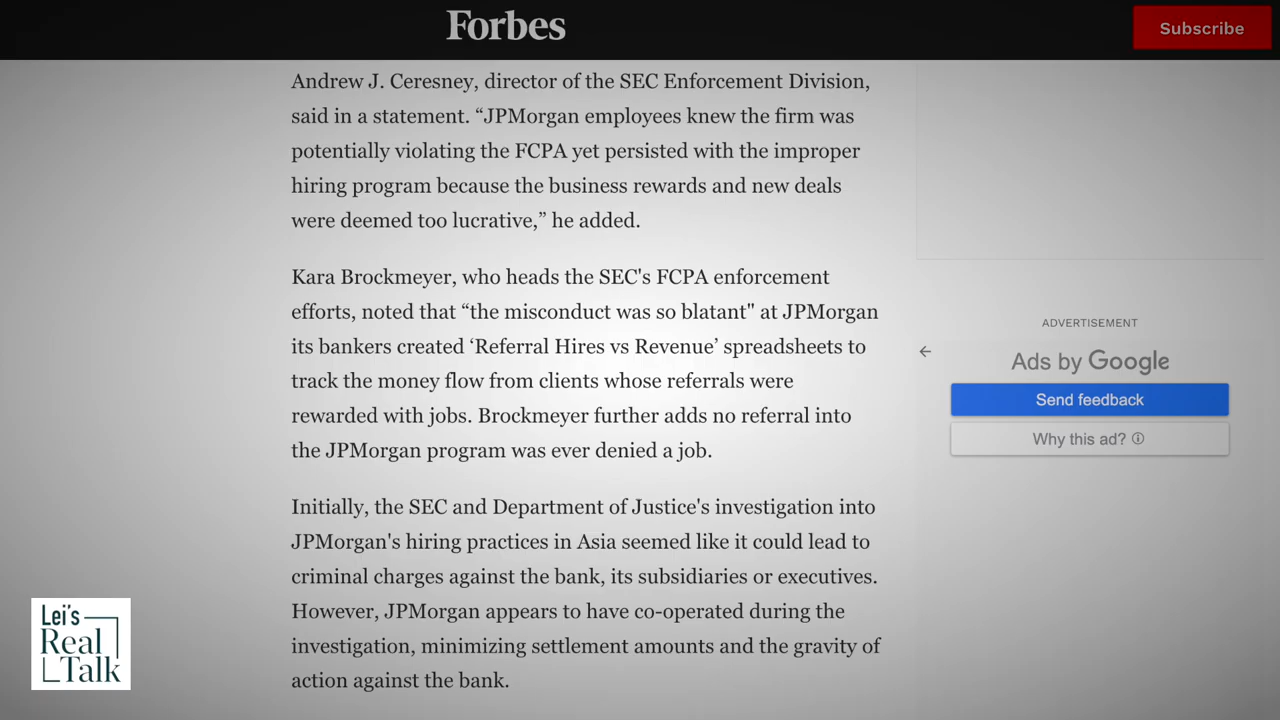 Forbes
Subscribe
Andrew J. Ceresney, director of the SEC Enforcement Division,
said in a statement. “JPMorgan employees knew the firm was
potentially violating the FCPA yet persisted with the improper
hiring program because the business rewards and new deals
were deemed too lucrative,” he added.
Kara Brockmeyer, who heads the SEC's FCPA enforcement
efforts, noted that “the misconduct was so blatant" at JPMorgan
its bankers created ‘Referral Hires vs Revenue’ spreadsheets to
track the money flow from clients whose referrals were
rewarded with jobs. Brockmeyer further adds no referral into
the JPMorgan program was ever denied a job.
Initially, the SEC and Department of Justice's investigation into
JPMorgan's hiring practices in Asia seemed like it could lead to
criminal charges against the bank, its subsidiaries or executives.
However, JPMorgan appears to have co-operated during the
investigation, minimizing settlement amounts and the gravity of
action against the bank.
ADVERTISEMENT
Ads by Google
Send feedback
Why this ad?
Lei's
Real
Talk